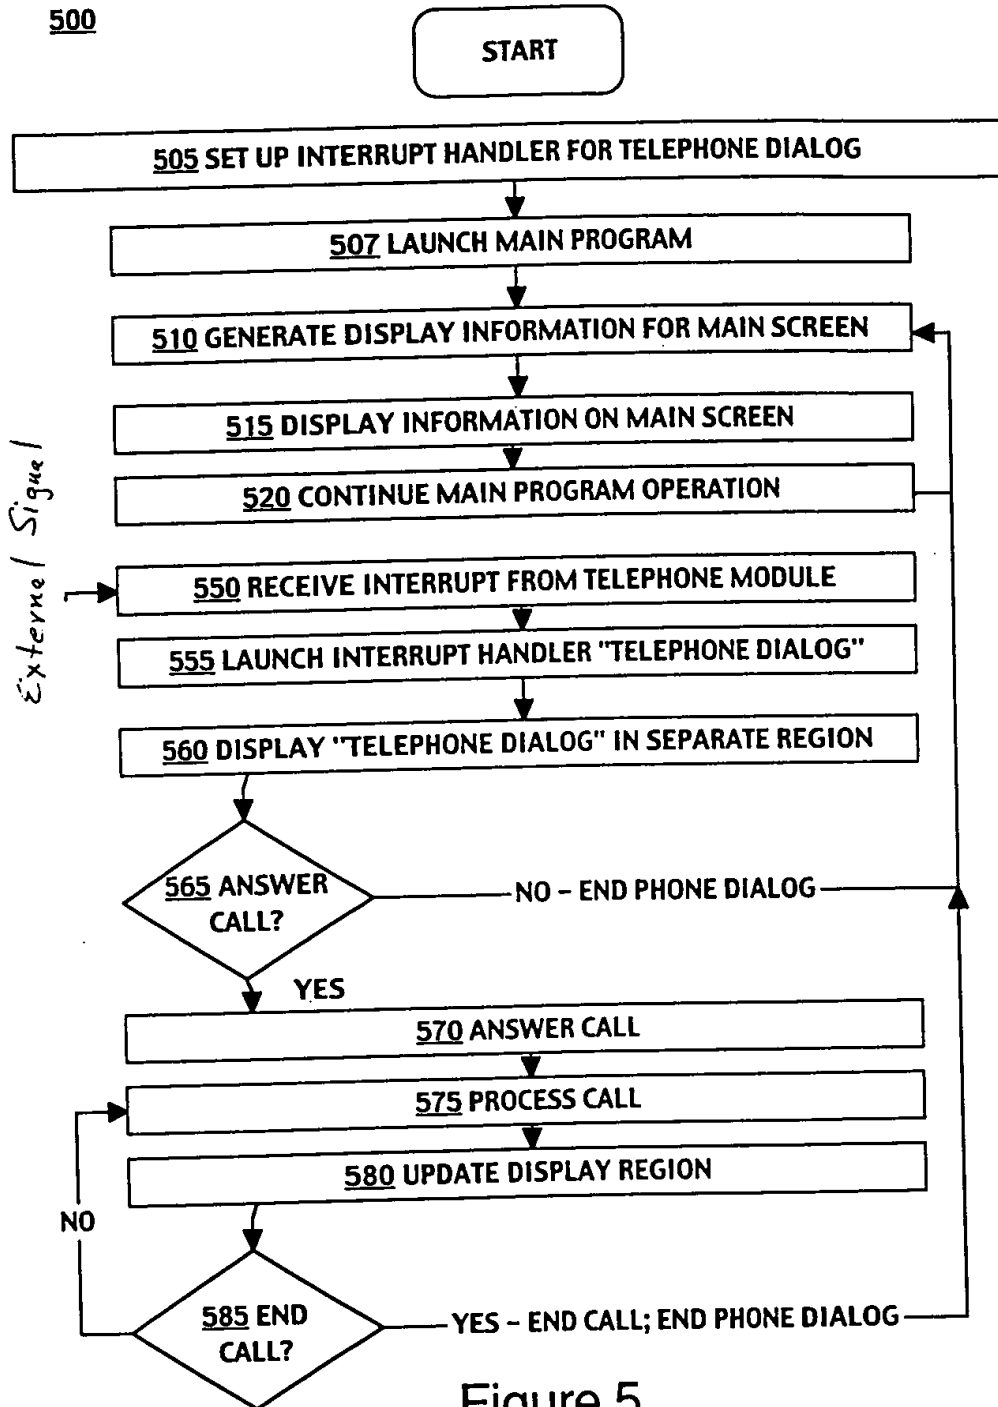 500
START
505 SET UP INTERRUPT HANDLER FOR TELEPHONE DIALOG
507 LAUNCH MAIN PROGRAM
510 GENERATE DISPLAY INFORMATION FOR MAIN SCREEN
515 DISPLAY INFORMATION ON MAIN SCREEN
520 CONTINUE MAIN PROGRAM OPERATION
External Signal
550 RECEIVE INTERRUPT FROM TELEPHONE MODULE
555 LAUNCH INTERRUPT HANDLER "TELEPHONE DIALOG"
560 DISPLAY "TELEPHONE DIALOG" IN SEPARATE REGION
565 ANSWER
CALL?
NO – END PHONE DIALOG
YES
570 ANSWER CALL
575 PROCESS CALL
580 UPDATE DISPLAY REGION
NO
585 END
CALL?
YES – END CALL; END PHONE DIALOG
Figure 5